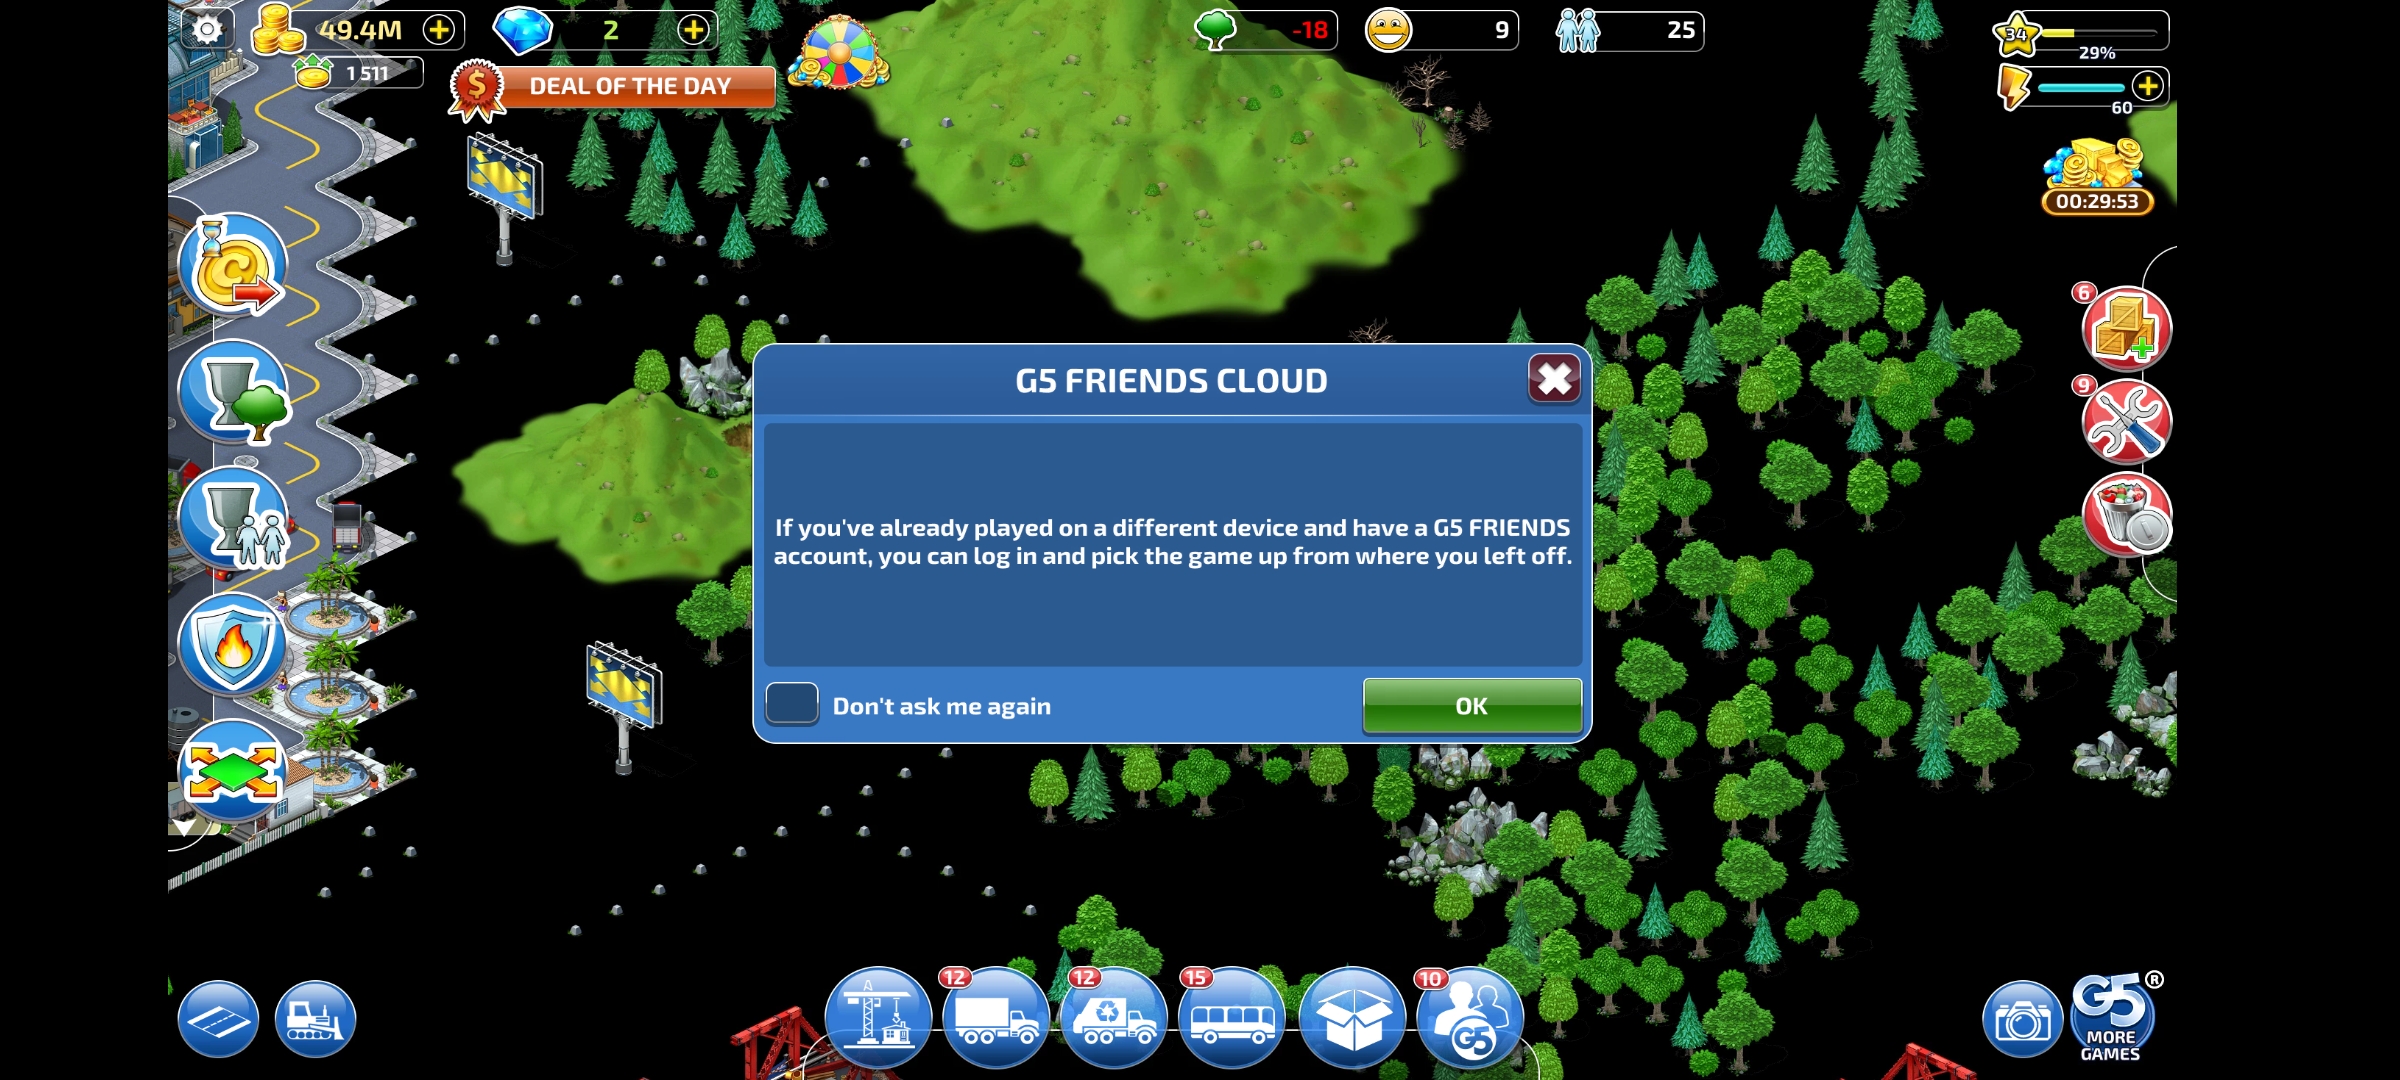 49.4M
2
-18
9
25
34
29%
1 511
DEAL OF THE DAY
60
00:29:53
6
G5 FRIENDS CLOUD
9
If you've already played on a different device and have a G5 FRIENDS
account, you can log in and pick the game up from where you left off.
Don't ask me again
OK
12
12
15
10
G5
G5®
MORE
GAMES